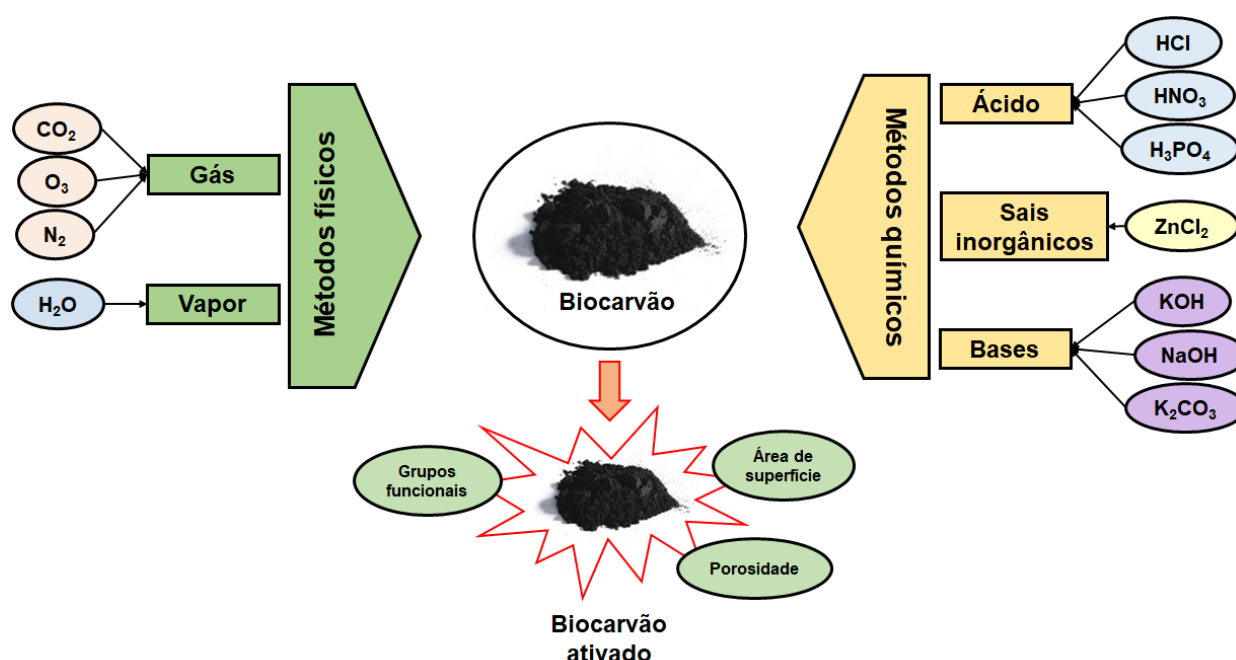 CO₂
O₃
N₂
H₂O
Gás
Vapor
Métodos físicos
Biocarvão
Métodos químicos
Ácido
Sais
inorgânicos
Bases
HCl
HNO₃
H₃PO₄
ZnCl₂
KOH
NaOH
K₂CO₃
Grupos
funcionais
Área de
superfície
Porosidade
Biocarvão
ativado